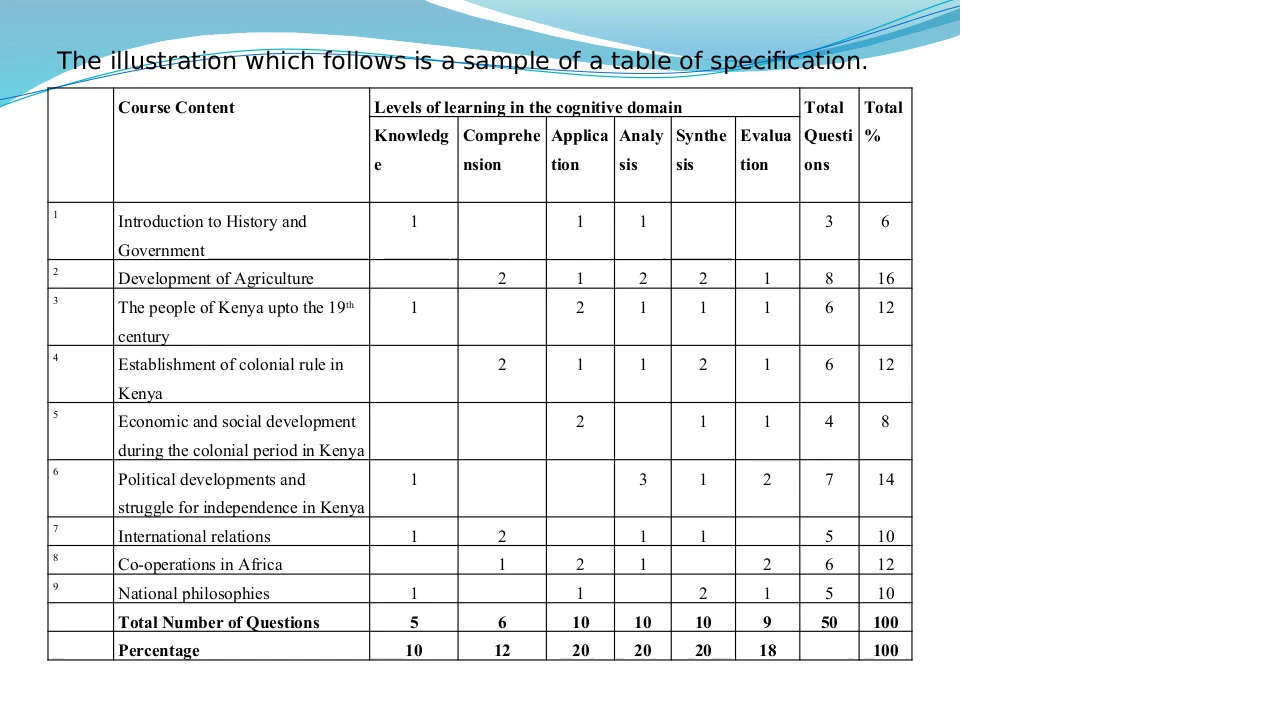 The illustration which follows is a sample of a table of specification.
Course Content Levels of learning in the cognitive domain Total Total
Knowledg Comprehe Applica Analy Synthe Evalua Questi %
e nsion tion sis sis tion ons
1 Introduction to History and 1 1 1 3 6
Government
2 Development of Agriculture 2 1 2 2 1 8 16
3 The people of Kenya upto the 19th 1 2 1 1 1 6 12
century
4 Establishment of colonial rule in 2 1 1 2 1 6 12
Kenya
5 Economic and social development 2 1 1 4 8
during the colonial period in Kenya
6 Political developments and 1 3 1 2 7 14
struggle for independence in Kenya
7 International relations 1 2 1 1 5 10
8 Co-operations in Africa 1 2 1 2 6 12
9 National philosophies 1 1 2 1 5 10
Total Number of Questions 5 6 10 10 10 9 50 100
Percentage 10 12 20 20 20 18 100